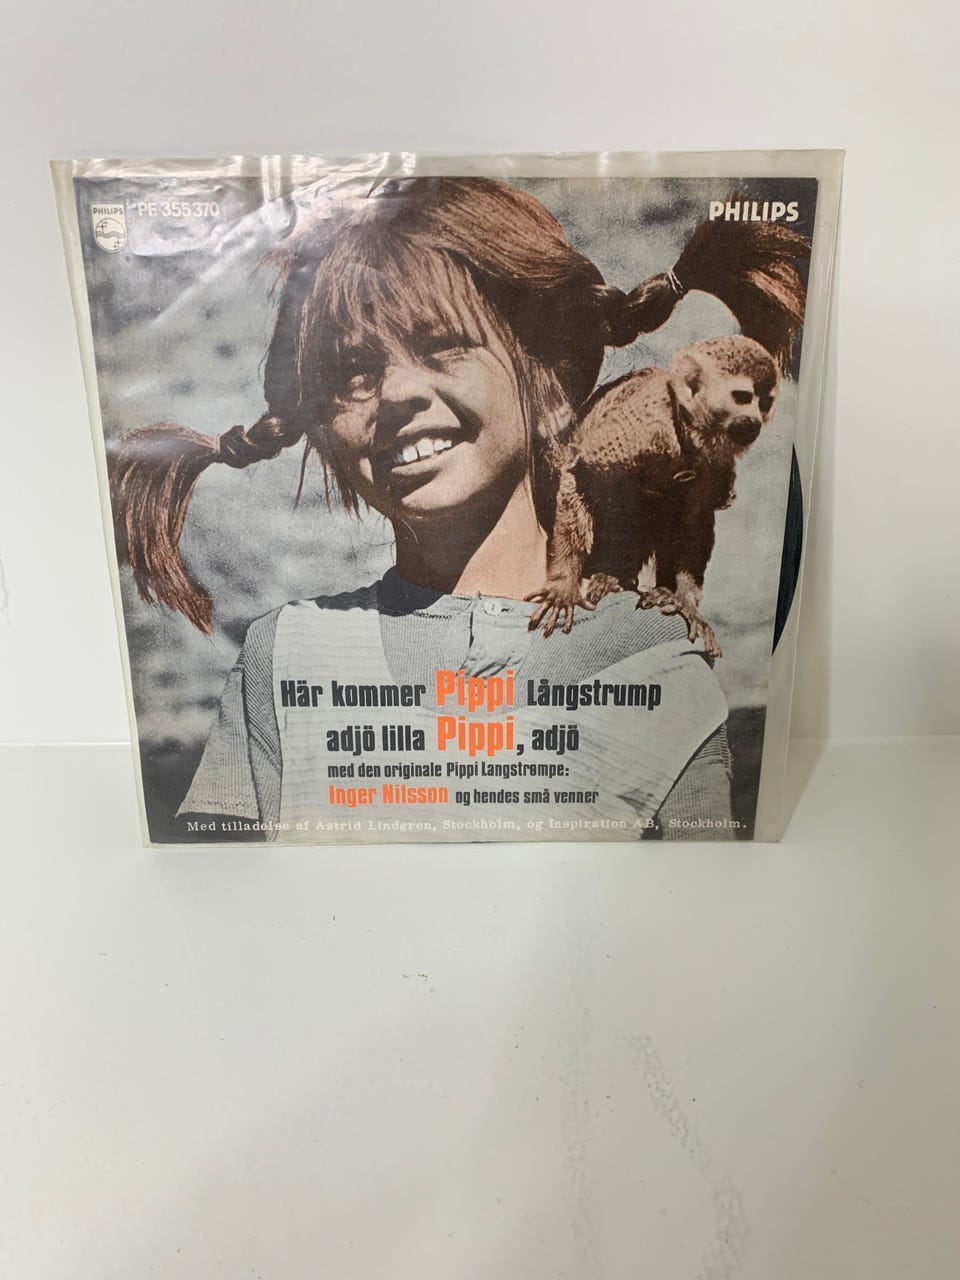 PHILIPS
PF 355370
PHILIPS
Här kommer Pippi Långstrump
adjö lilla Pippi, adjö
med den originale Pippi Langstrømpe:
Inger Nilsson og hendes små venner
Med tilladelse af Astrid Lindgren, Stockholm, og Inspiration AB, Stockholm.